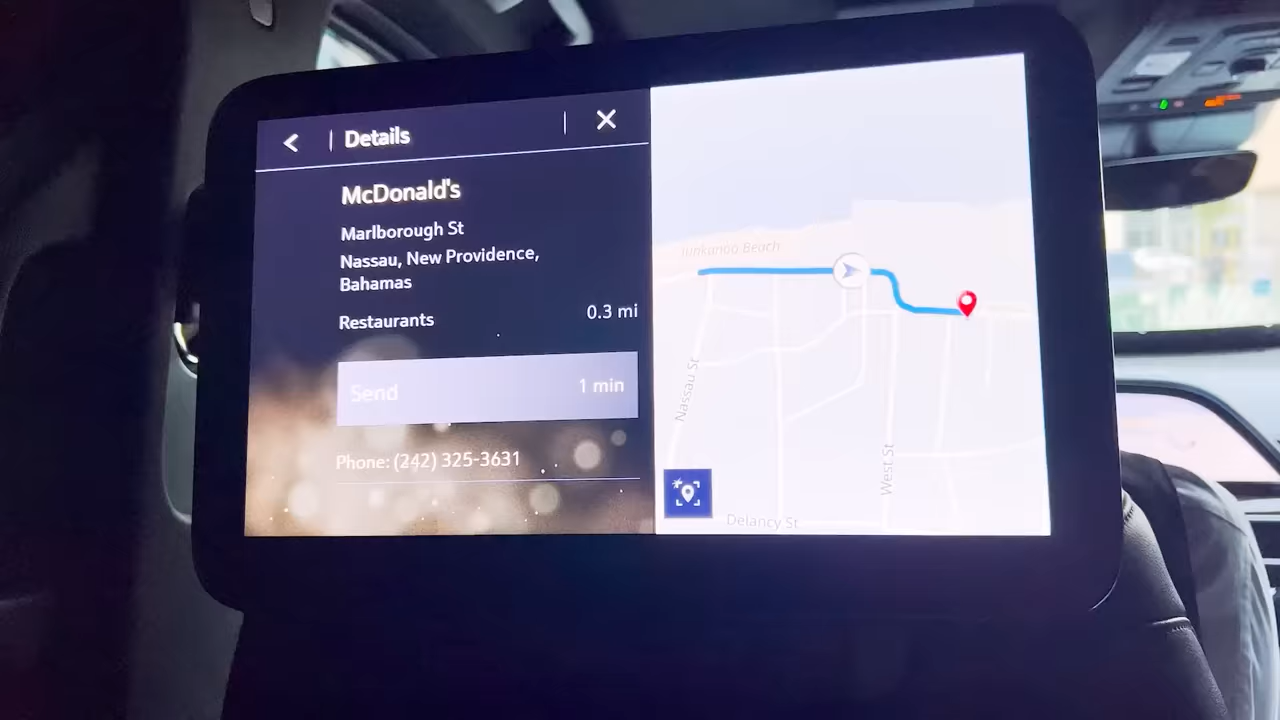 Details
McDonald's
Marlborough St
Nassau, New Providence,
Bahamas
Restaurants
0.3 mi
Send
1 min
Phone: (242) 325-3631
Junkanoo Beach
Nassau St
West St
Delancy St